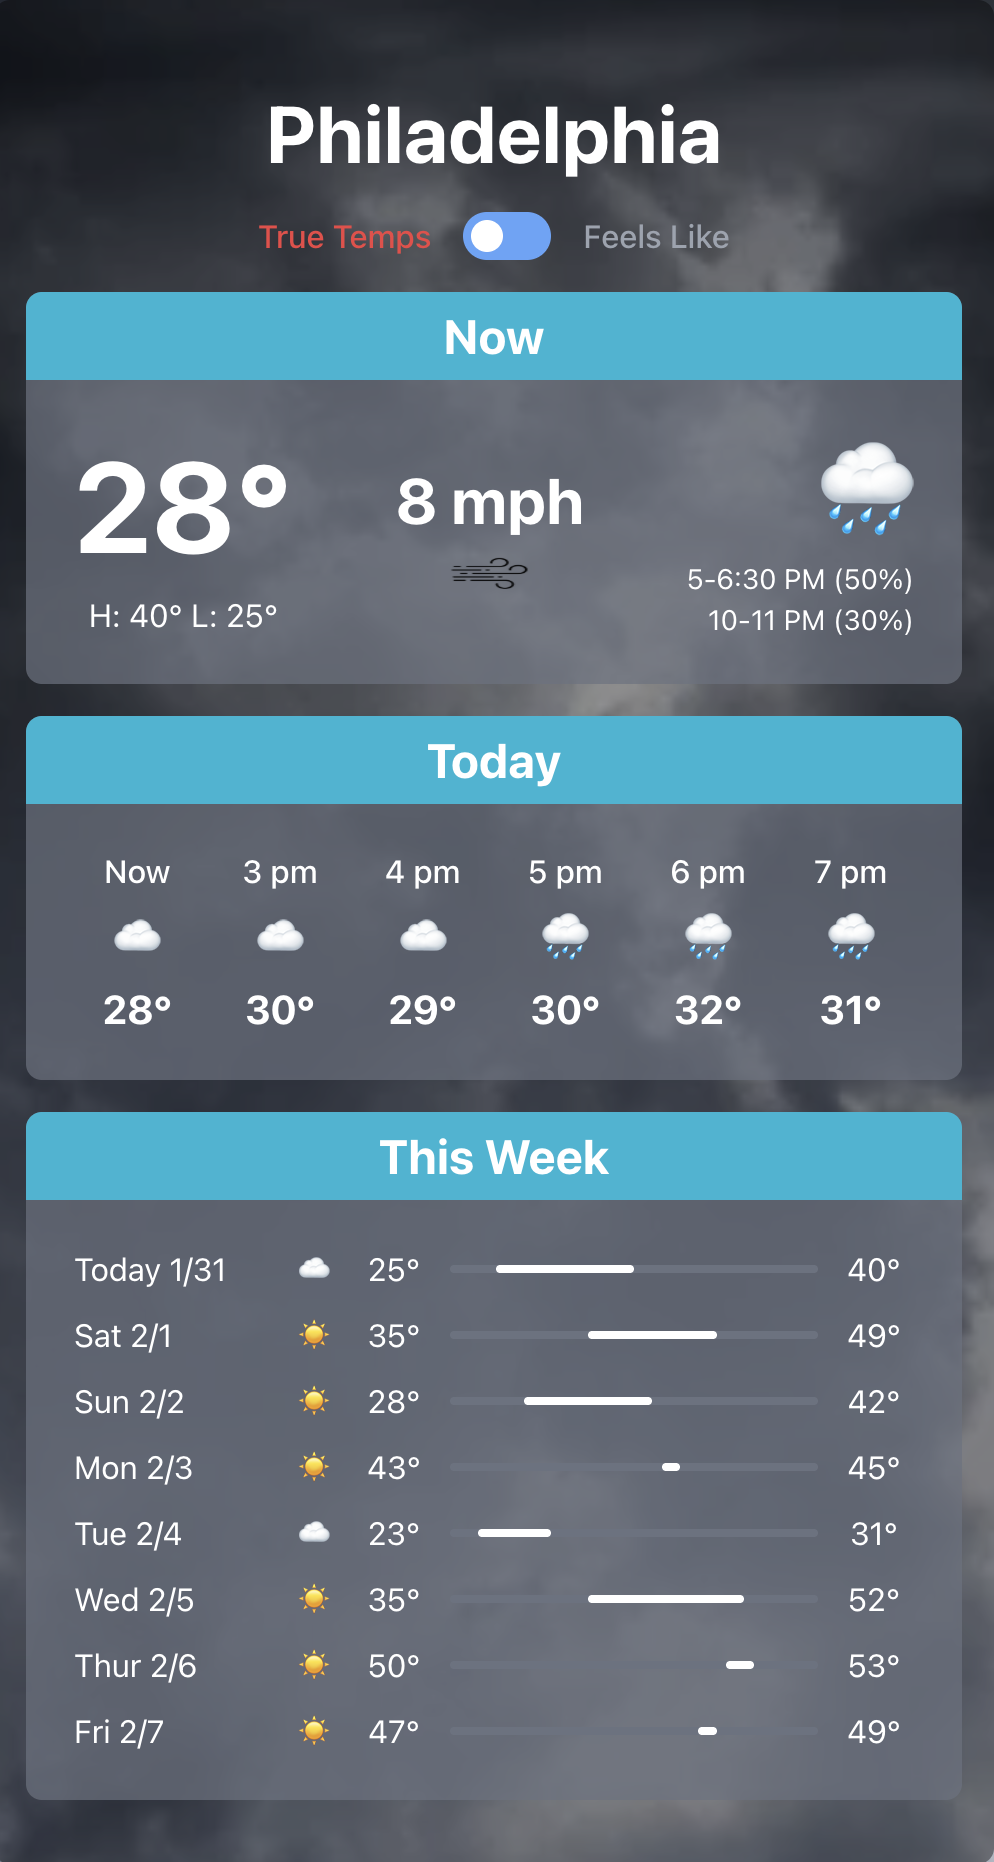 Philadelphia
True Temps Feels Like
Now
28°
H: 40° L: 25°
8 mph
5-6:30 PM (50%)
10-11 PM (30%)
Today
Now 3 pm 4 pm 5 pm 6 pm 7 pm
28° 30° 29° 30° 32° 31°
This Week
Today 1/31 25° 40°
Sat 2/1 35° 49°
Sun 2/2 28° 42°
Mon 2/3 43° 45°
Tue 2/4 23° 31°
Wed 2/5 35° 52°
Thur 2/6 50° 53°
Fri 2/7 47° 49°